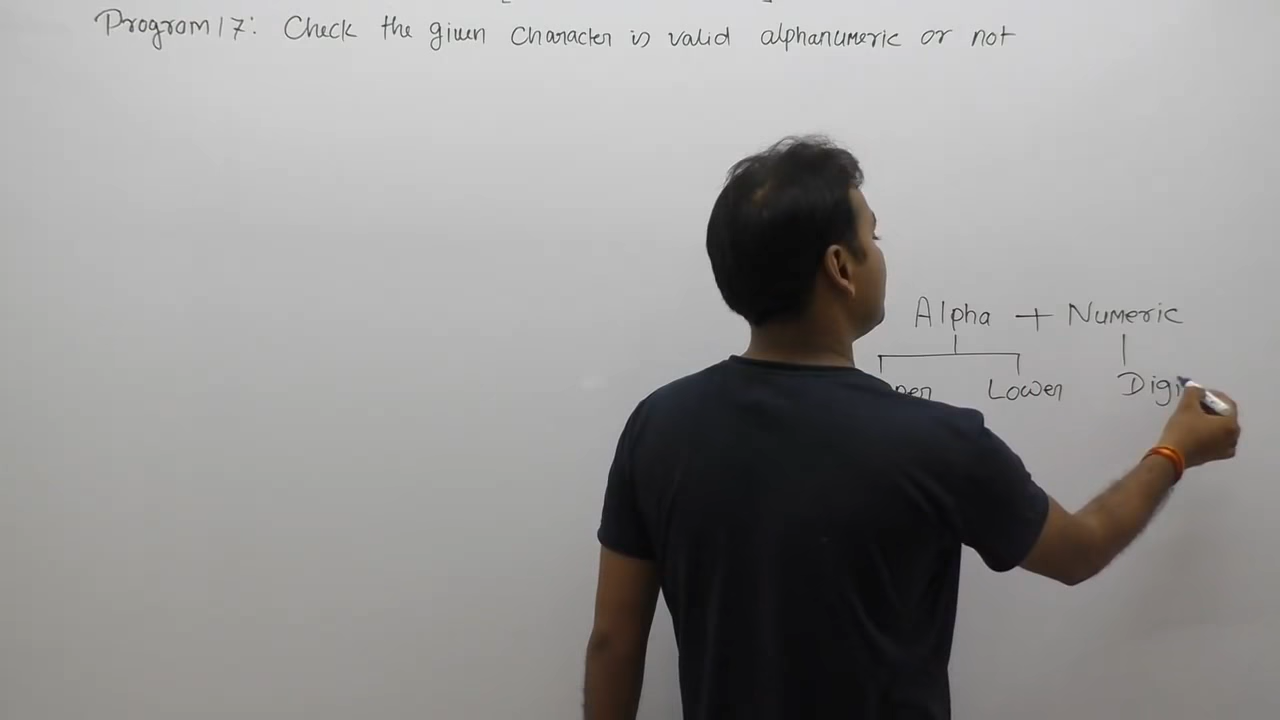 Program 17: Check the given character is valid alphanumeric or not
Alpha + Numeric
Lower